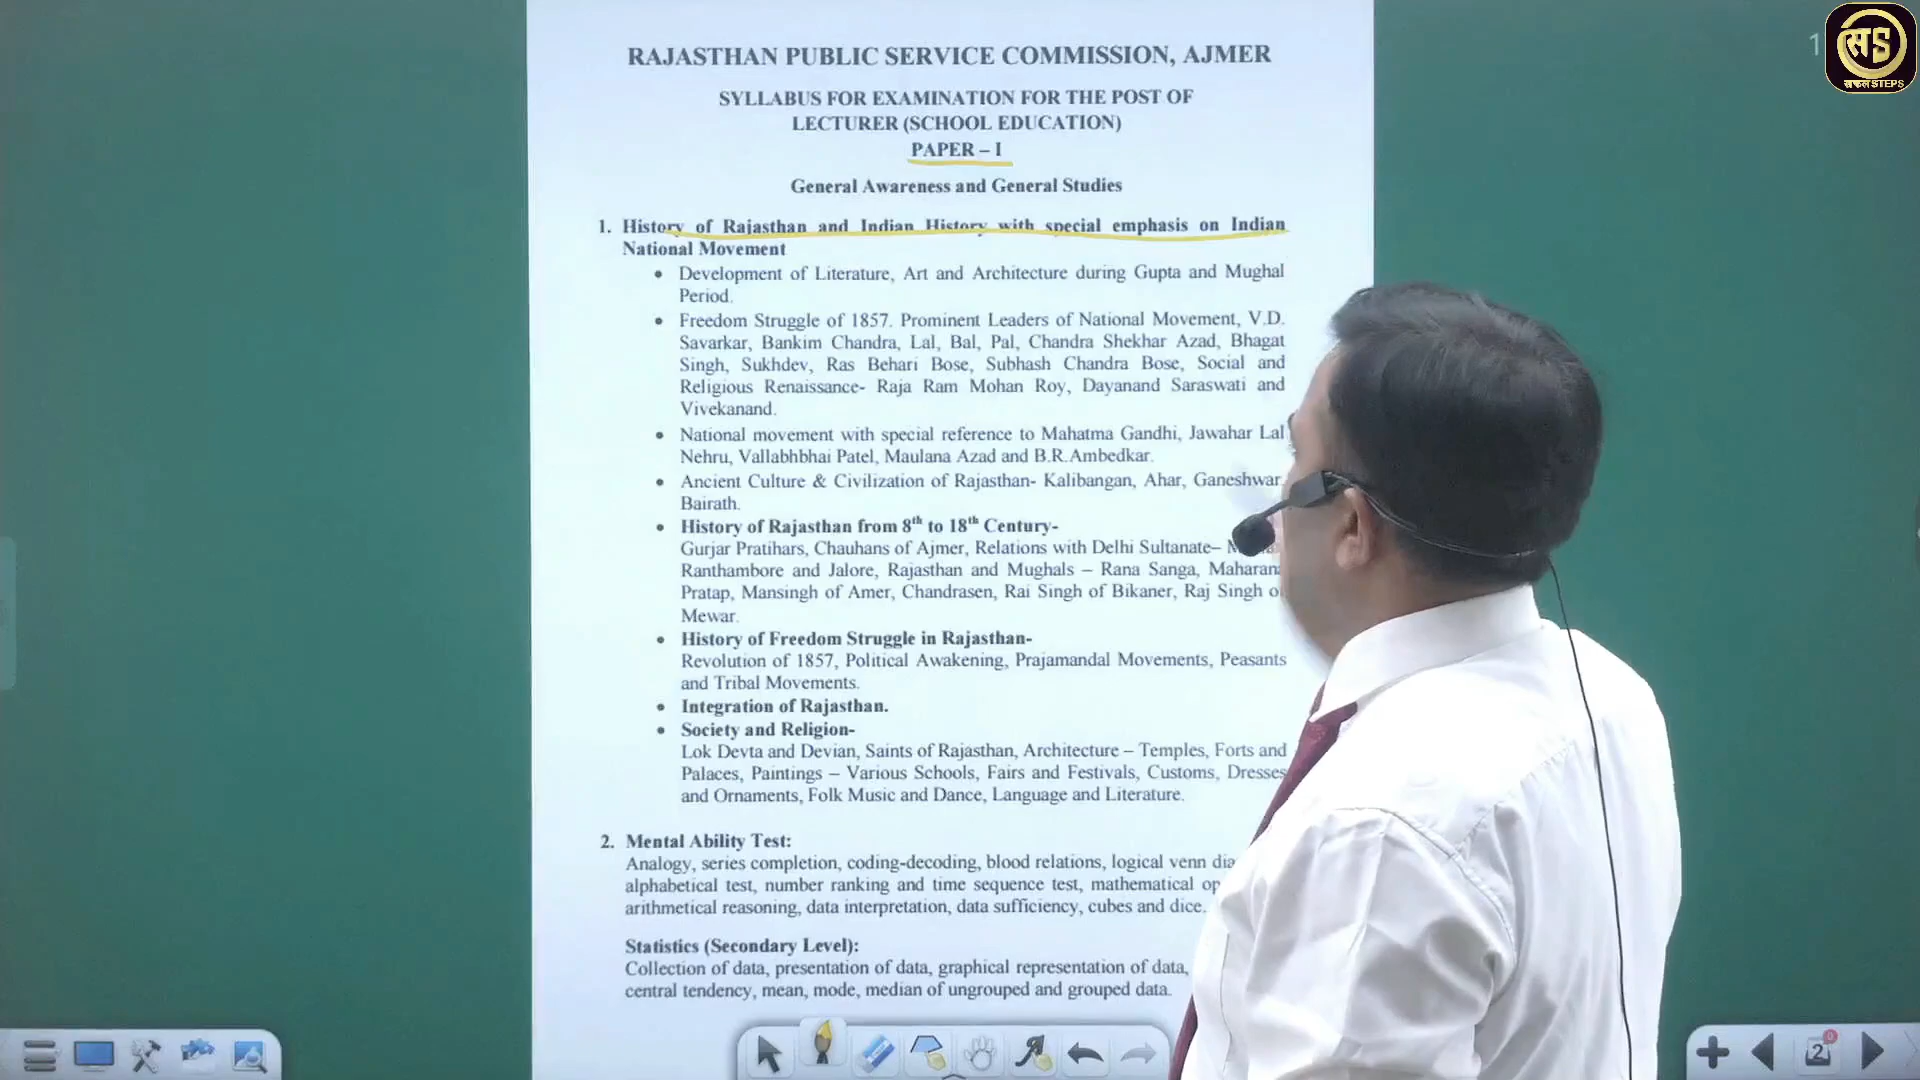 RAJASTHAN PUBLIC SERVICE COMMISSION, AJMER
SYLLABUS FOR EXAMINATION FOR THE POST OF
LECTURER (SCHOOL EDUCATION)
PAPER – I
General Awareness and General Studies
1. History of Rajasthan and Indian History with special emphasis on Indian
National Movement
• Development of Literature, Art and Architecture during Gupta and Mughal
Period.
• Freedom Struggle of 1857. Prominent Leaders of National Movement, V.D.
Savarkar, Bankim Chandra, Lal, Bal, Pal, Chandra Shekhar Azad, Bhagat
Singh, Sukhdev, Ras Behari Bose, Subhash Chandra Bose, Social and
Religious Renaissance- Raja Ram Mohan Roy, Dayanand Saraswati and
Vivekanand.
• National movement with special reference to Mahatma Gandhi, Jawahar Lal
Nehru, Vallabhbhai Patel, Maulana Azad and B.R.Ambedkar.
• Ancient Culture & Civilization of Rajasthan- Kalibangan, Ahar, Ganeshwar
Bairath.
• History of Rajasthan from 8th to 18th Century-
Gurjar Pratihars, Chauhans of Ajmer, Relations with Delhi Sultanate–
Ranthambore and Jalore, Rajasthan and Mughals – Rana Sanga, Maharan
Pratap, Mansingh of Amer, Chandrasen, Rai Singh of Bikaner, Raj Singh o
Mewar.
• History of Freedom Struggle in Rajasthan-
Revolution of 1857, Political Awakening, Prajamandal Movements, Peasants
and Tribal Movements.
• Integration of Rajasthan.
• Society and Religion-
Lok Devta and Devian, Saints of Rajasthan, Architecture – Temples, Forts and
Palaces, Paintings – Various Schools, Fairs and Festivals, Customs, Dresses
and Ornaments, Folk Music and Dance, Language and Literature.
2. Mental Ability Test:
Analogy, series completion, coding-decoding, blood relations, logical venn dia
alphabetical test, number ranking and time sequence test, mathematical op
arithmetical reasoning, data interpretation, data sufficiency, cubes and dice.
Statistics (Secondary Level):
Collection of data, presentation of data, graphical representation of data,
central tendency, mean, mode, median of ungrouped and grouped data.
1
सS
सफलSTEPS
2
0